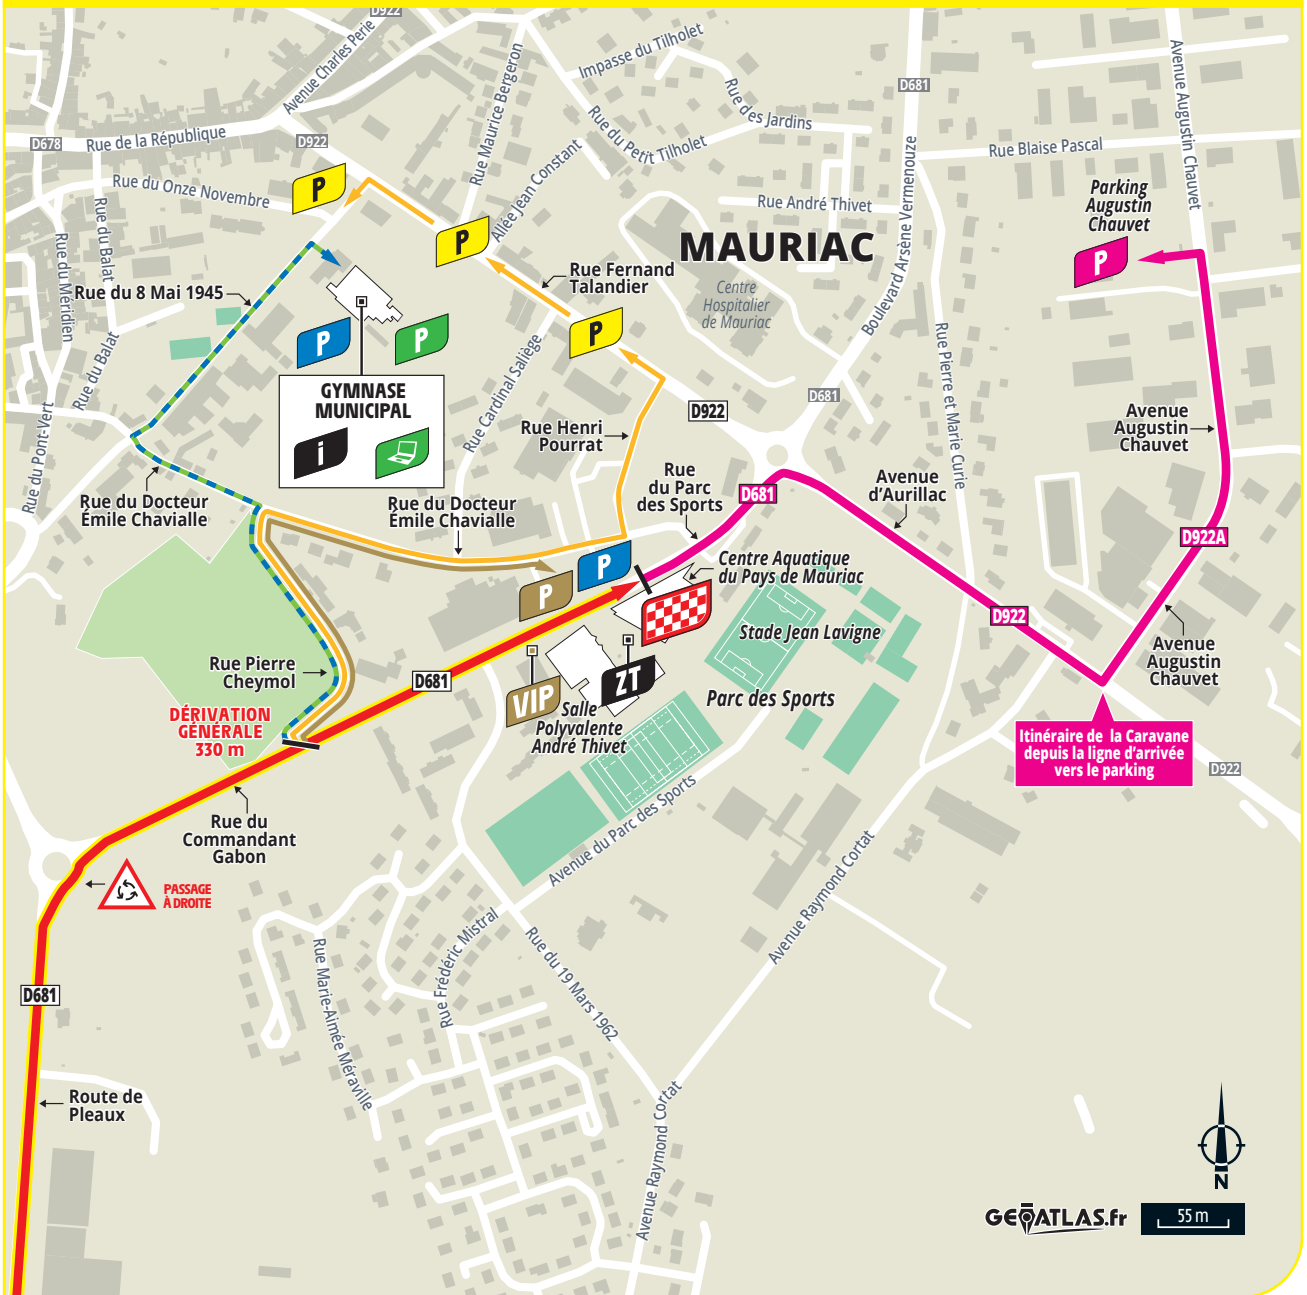 D922
Avenue Charles Perie
Rue Maurice Bergeron
Impasse du Tilholet
Rue des Jardins
D681
Avenue Augustin Chauvet
D678
Rue de la République
D922
Rue du Petit Tilholet
Rue Blaise Pascal
Allée Jean Constant
Boulevard Arsène Vermenouze
Rue du Onze Novembre
P
Rue André Thivet
Parking
Augustin
Chauvet
P
Rue du Balat
Rue du Méridien
P
MAURIAC
Rue Fernand
Talandier
Centre
Hospitalier
de Mauriac
Rue du 8 Mai 1945
P
P
P
Rue du Balat
Rue Cardinal Saliège
Rue Pierre et Marie Curie
GYMNASE
MUNICIPAL
i
D681
D922
Rue Henri
Pourrat
Avenue
Augustin
Chauvet
Rue du Pont-Vert
Rue du Docteur
Émile Chavialle
Rue du Docteur
Émile Chavialle
Rue
du Parc
des Sports
D681
Avenue
d'Aurillac
D922A
P
P
Centre Aquatique
du Pays de Mauriac
Stade Jean Lavigne
D922
Avenue
Augustin
Chauvet
Rue Pierre
Cheymol
D681
VIP
ZT
Salle
Polyvalente
André Thivet
Parc des Sports
DÉRIVATION
GÉNÉRALE
330 m
Itinéraire de la Caravane
depuis la ligne d'arrivée
vers le parking
D922
Rue du
Commandant
Gabon
Avenue du Parc des Sports
PASSAGE
À DROITE
Avenue Raymond Cortat
Rue Frédéric Mistral
Rue Marie-Aimée Méraville
Rue du 19 Mars 1962
D681
Route de
Pleaux
Avenue Raymond Cortat
N
GEOATLAS.fr
55 m